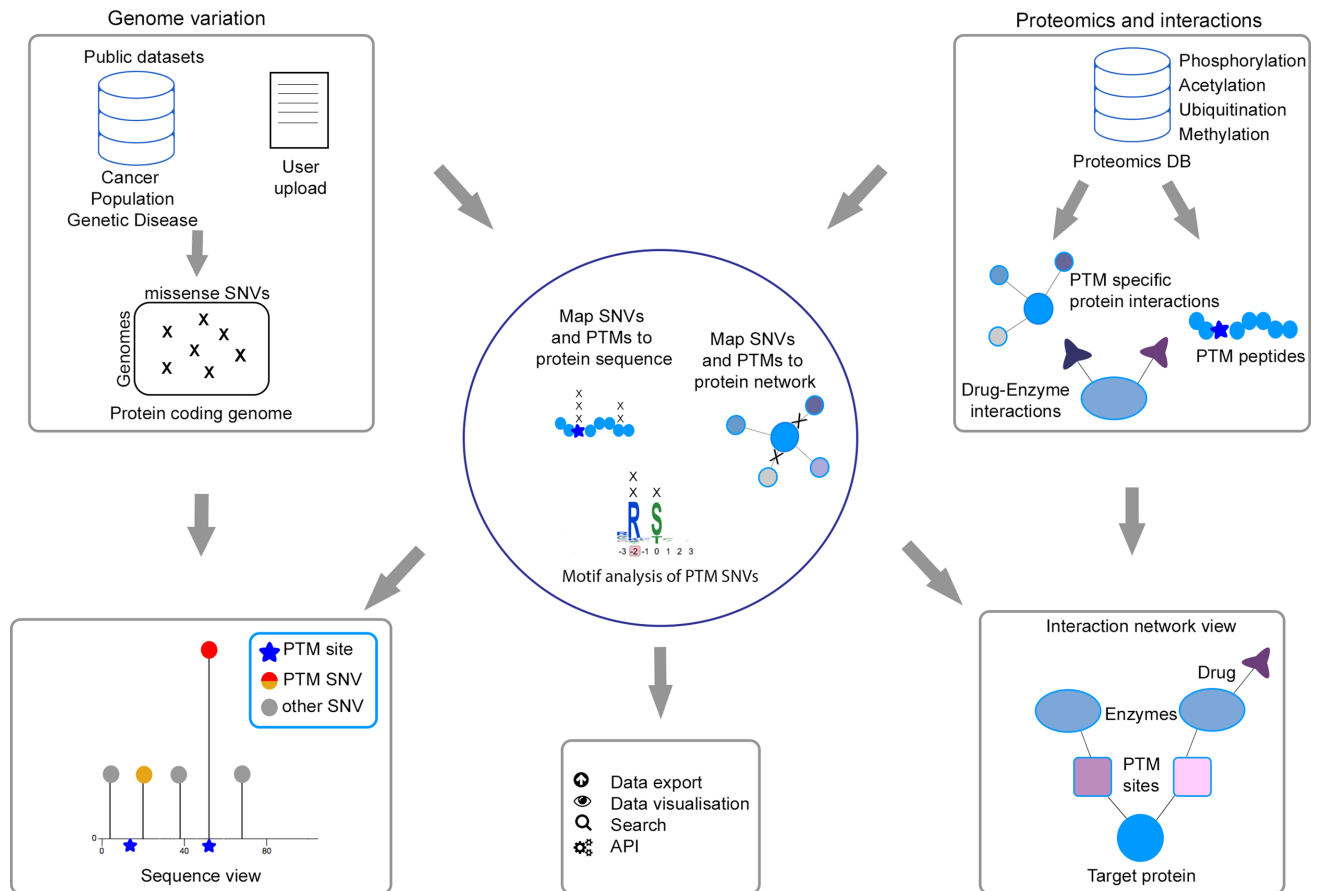 Genome variation
Public datasets
Cancer
Population
Genetic Disease
User
upload
missense SNVs
Genomes
X
X
X
X
X
X
X
Protein coding genome
Proteomics and interactions
Phosphorylation
Acetylation
Ubiquitination
Methylation
Proteomics DB
PTM specific
protein interactions
PTM peptides
Drug-Enzyme
interactions
Map SNVs
and PTMs to
protein sequence
X
X X
X X
Map SNVs
and PTMs to
protein network
X
X
X
X X
R S
R T
-3 -2 -1 0 1 2 3
Motif analysis of PTM SNVs
PTM site
PTM SNV
other SNV
0
0 40 80
Sequence view
Data export
Data visualisation
Search
API
Interaction network view
Drug
Enzymes
PTM
sites
Target protein